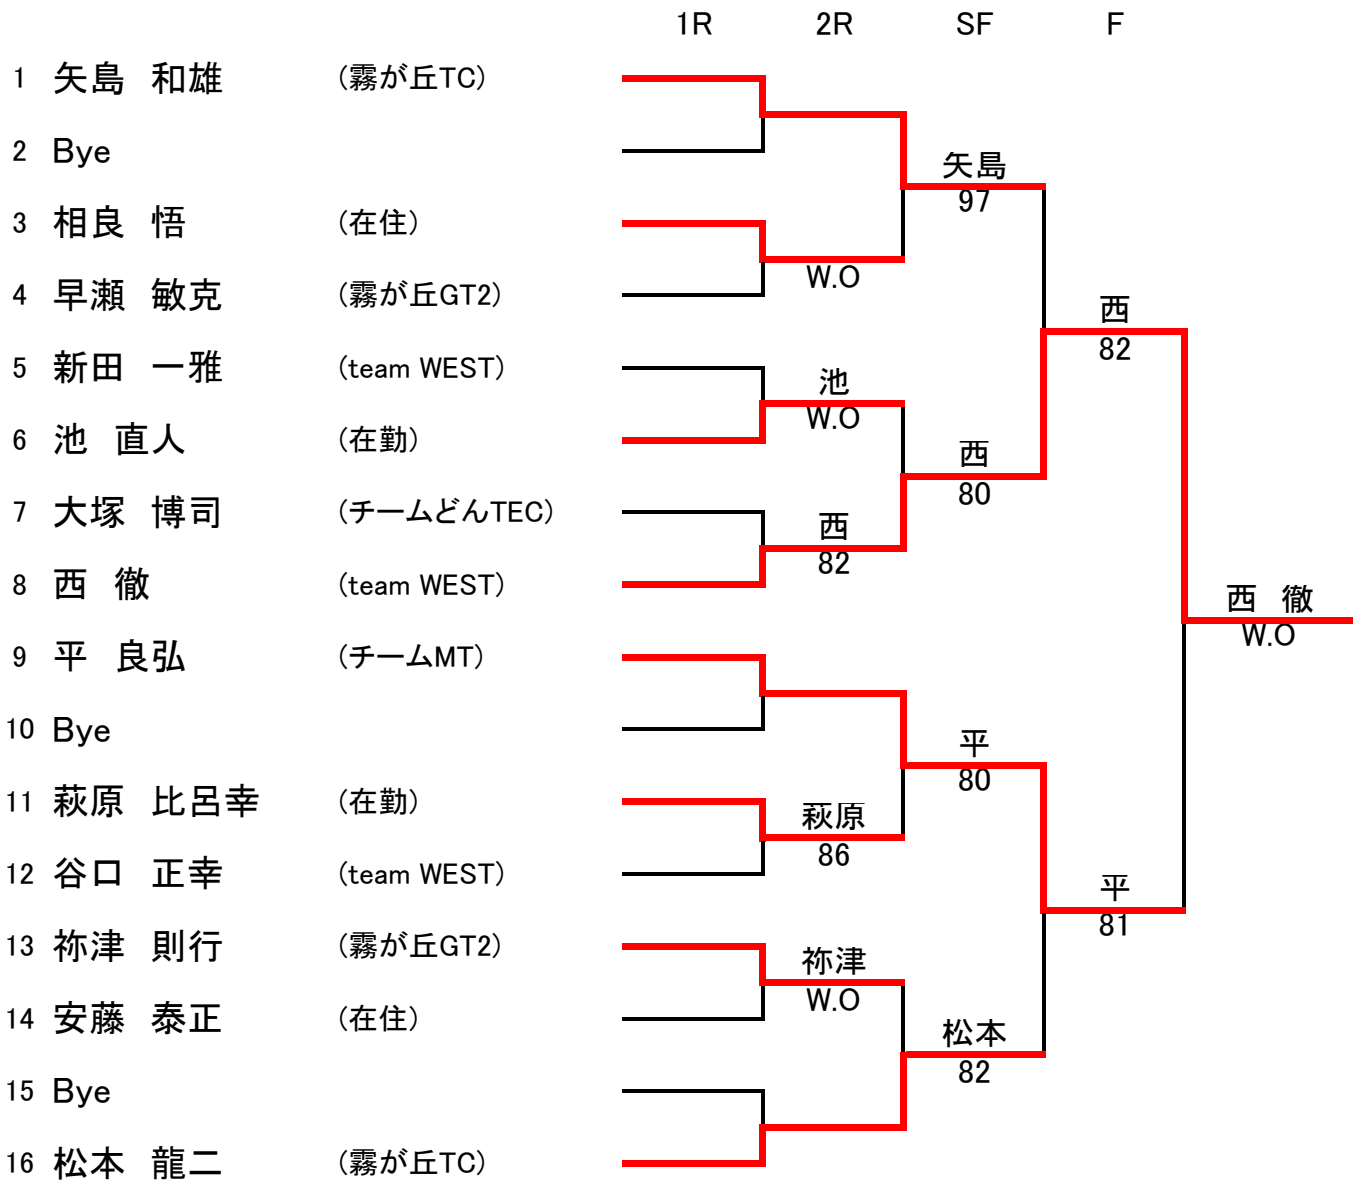 1R 2R SF F
1 矢島 和雄 (霧が丘TC)
2 Bye
矢島
97
3 相良 悟 (在住)
W.O
4 早瀬 敏克 (霧が丘GT2)
西
82
5 新田 一雅 (team WEST)
池
W.O
6 池 直人 (在勤)
西
80
7 大塚 博司 (チームどんTEC)
西
82
8 西 徹 (team WEST)
西 徹
W.O
9 平 良弘 (チームMT)
10 Bye
平
80
11 萩原 比呂幸 (在勤)
萩原
86
12 谷口 正幸 (team WEST)
平
81
13 祢津 則行 (霧が丘GT2)
祢津
W.O
14 安藤 泰正 (在住)
松本
82
15 Bye
16 松本 龍二 (霧が丘TC)